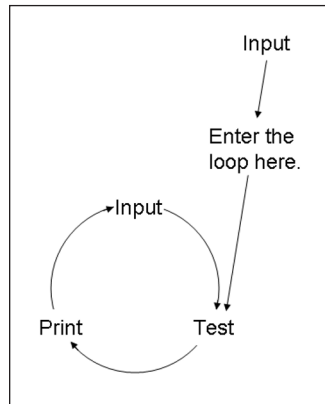 Input
Enter the
loop here.
Input
Print
Test